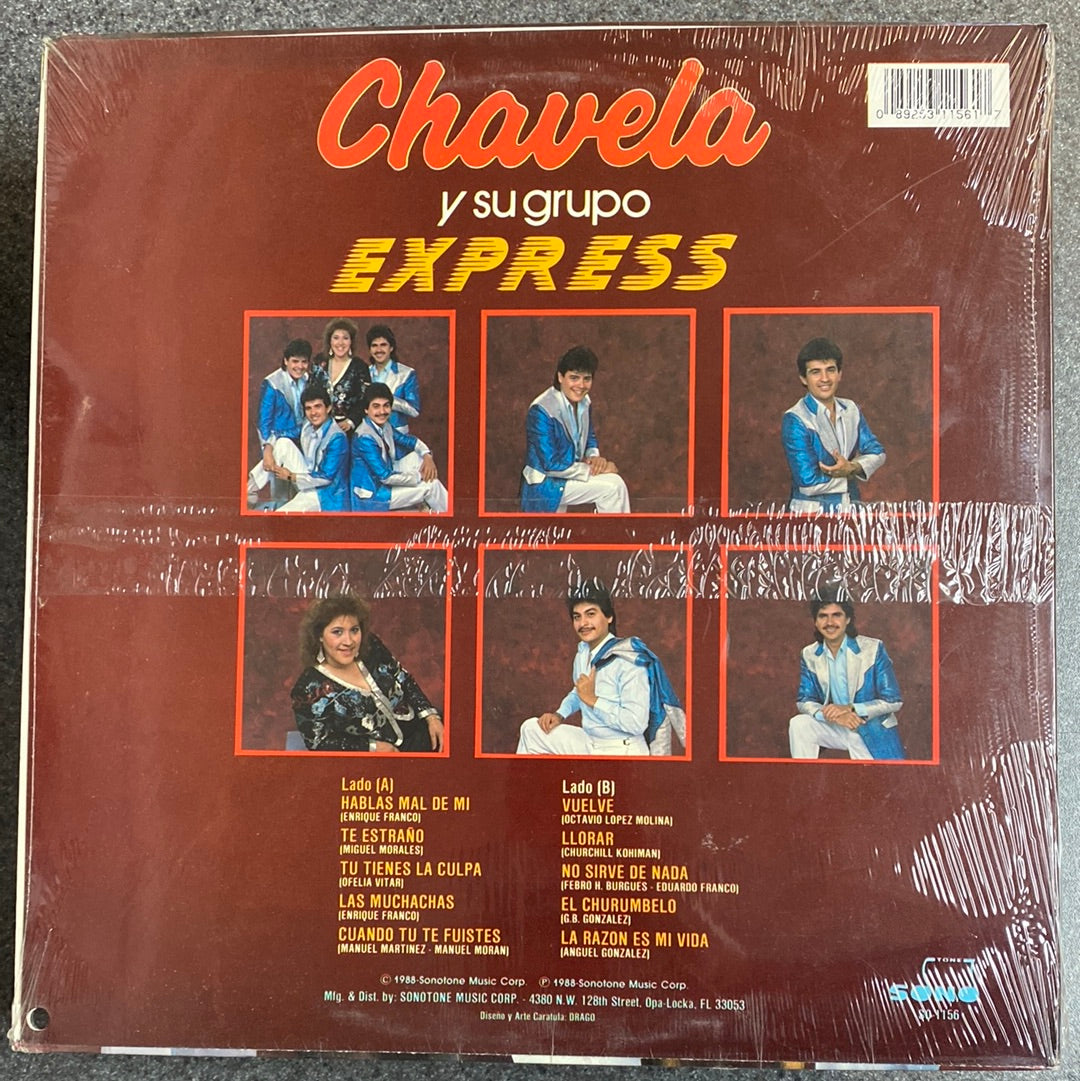 Chavela
y su grupo
EXPRESS
0 89253 11561 7
Lado (A)
HABLAS MAL DE MI
(ENRIQUE FRANCO)
TE ESTRAÑO
(MIGUEL MORALES)
TU TIENES LA CULPA
(OFELIA VITAR)
LAS MUCHACHAS
(ENRIQUE FRANCO)
CUANDO TU TE FUISTES
(MANUEL MARTINEZ - MANUEL MORAN)
Lado (B)
VUELVE
(OCTAVIO LOPEZ MOLINA)
LLORAR
(CHURCHILL KOHIMAN)
NO SIRVE DE NADA
(FEBRO H. BURGUES - EDUARDO FRANCO)
EL CHURUMBELO
(G.B. GONZALEZ)
LA RAZON ES MI VIDA
(ANGUEL GONZALEZ)
© 1988-Sonotone Music Corp. ℗ 1988-Sonotone Music Corp.
Mfg. & Dist. by: SONOTONE MUSIC CORP. - 4380 N.W. 128th Street, Opa-Locka, FL 33053
Diseño y Arte Caratula: DRAGO
TONE
SONO
SO 1156